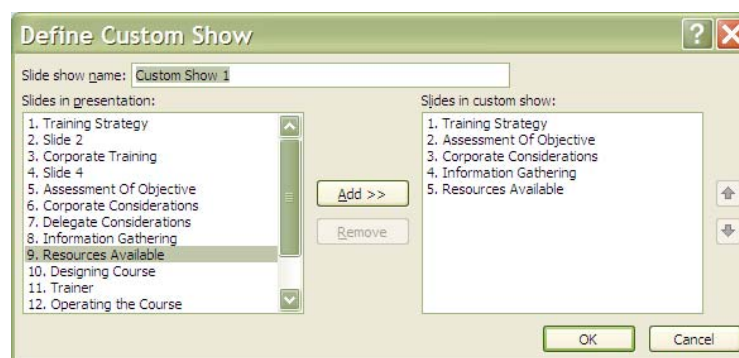 Define Custom Show
Slide show name: Custom Show 1
Slides in presentation:
1. Training Strategy
2. Slide 2
3. Corporate Training
4. Slide 4
5. Assessment Of Objective
6. Corporate Considerations
7. Delegate Considerations
8. Information Gathering
9. Resources Available
10. Designing Course
11. Trainer
12. Operating the Course
Add >>
Remove
Slides in custom show:
1. Training Strategy
2. Assessment Of Objective
3. Corporate Considerations
4. Information Gathering
5. Resources Available
OK
Cancel